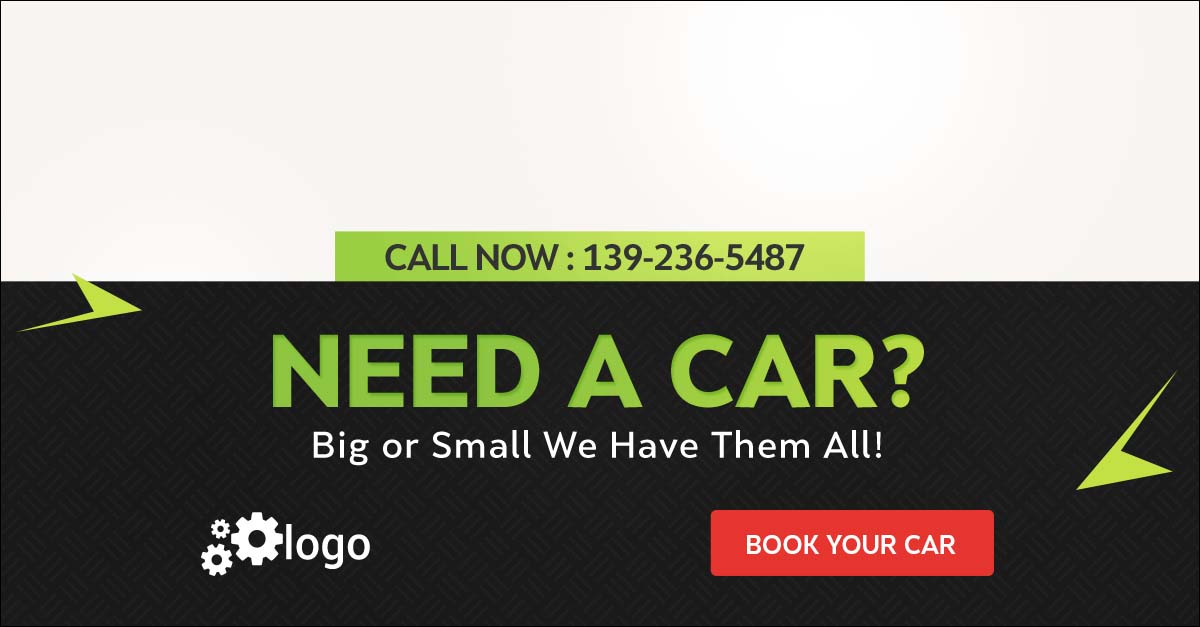 CALL NOW : 139-236-5487
NEED A CAR?
Big or Small We Have Them All!
logo
BOOK YOUR CAR